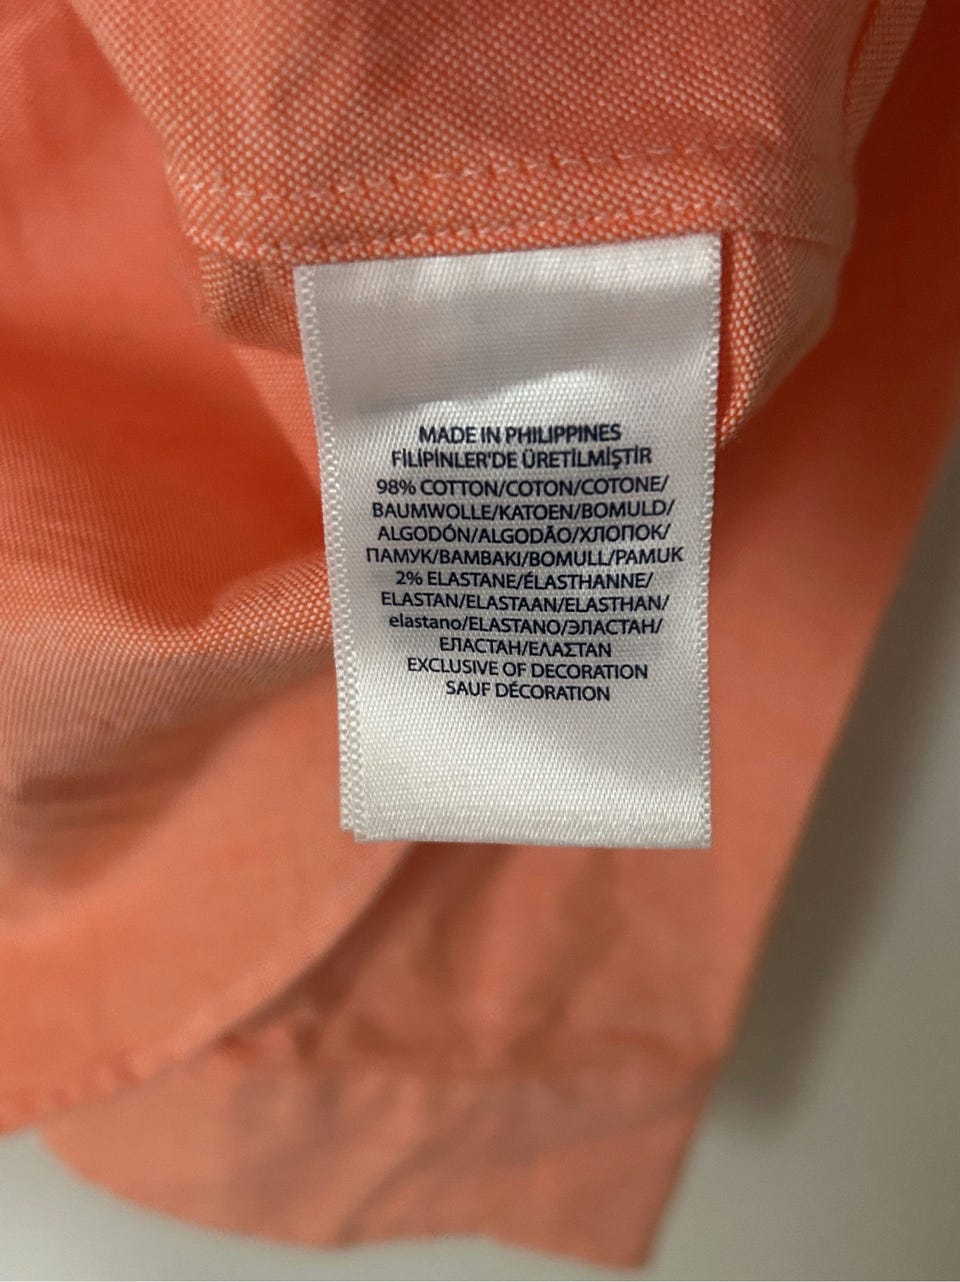 MADE IN PHILIPPINES
FİLİPİNLER'DE ÜRETİLMİŞTİR
98% COTTON/COTON/COTONE/
BAUMWOLLE/KATOEN/BOMULD/
ALGODÓN/ALGODÃO/ХЛОПОК/
ПАМУК/ΒΑΜΒΑΚΙ/BOMULL/PAMUK
2% ELASTANE/ÉLASTHANNE/
ELASTAN/ELASTAAN/ELASTHAN/
elastano/ELASTANO/ЭЛАСТАН/
ЕЛАСТАН/ΕΛΑΣΤΑΝ
EXCLUSIVE OF DECORATION
SAUF DÉCORATION